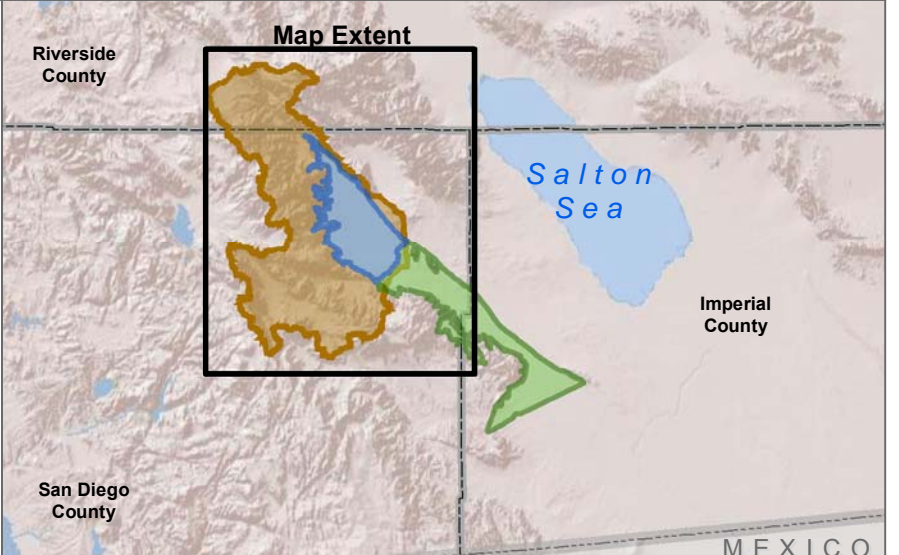 Map Extent
Riverside
County
Salton
Sea
Imperial
County
San Diego
County
MEXICO